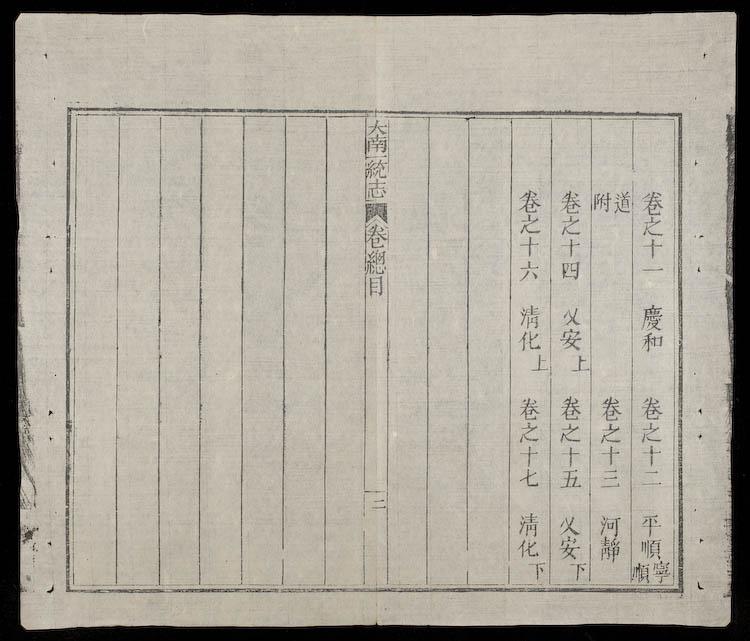 卷之十一 慶和 卷之十二 平順寧順
道附 卷之十三 河靜
卷之十四 乂安上 卷之十五 乂安下
卷之十六 清化上 卷之十七 清化下
大南一統志 卷總目 二